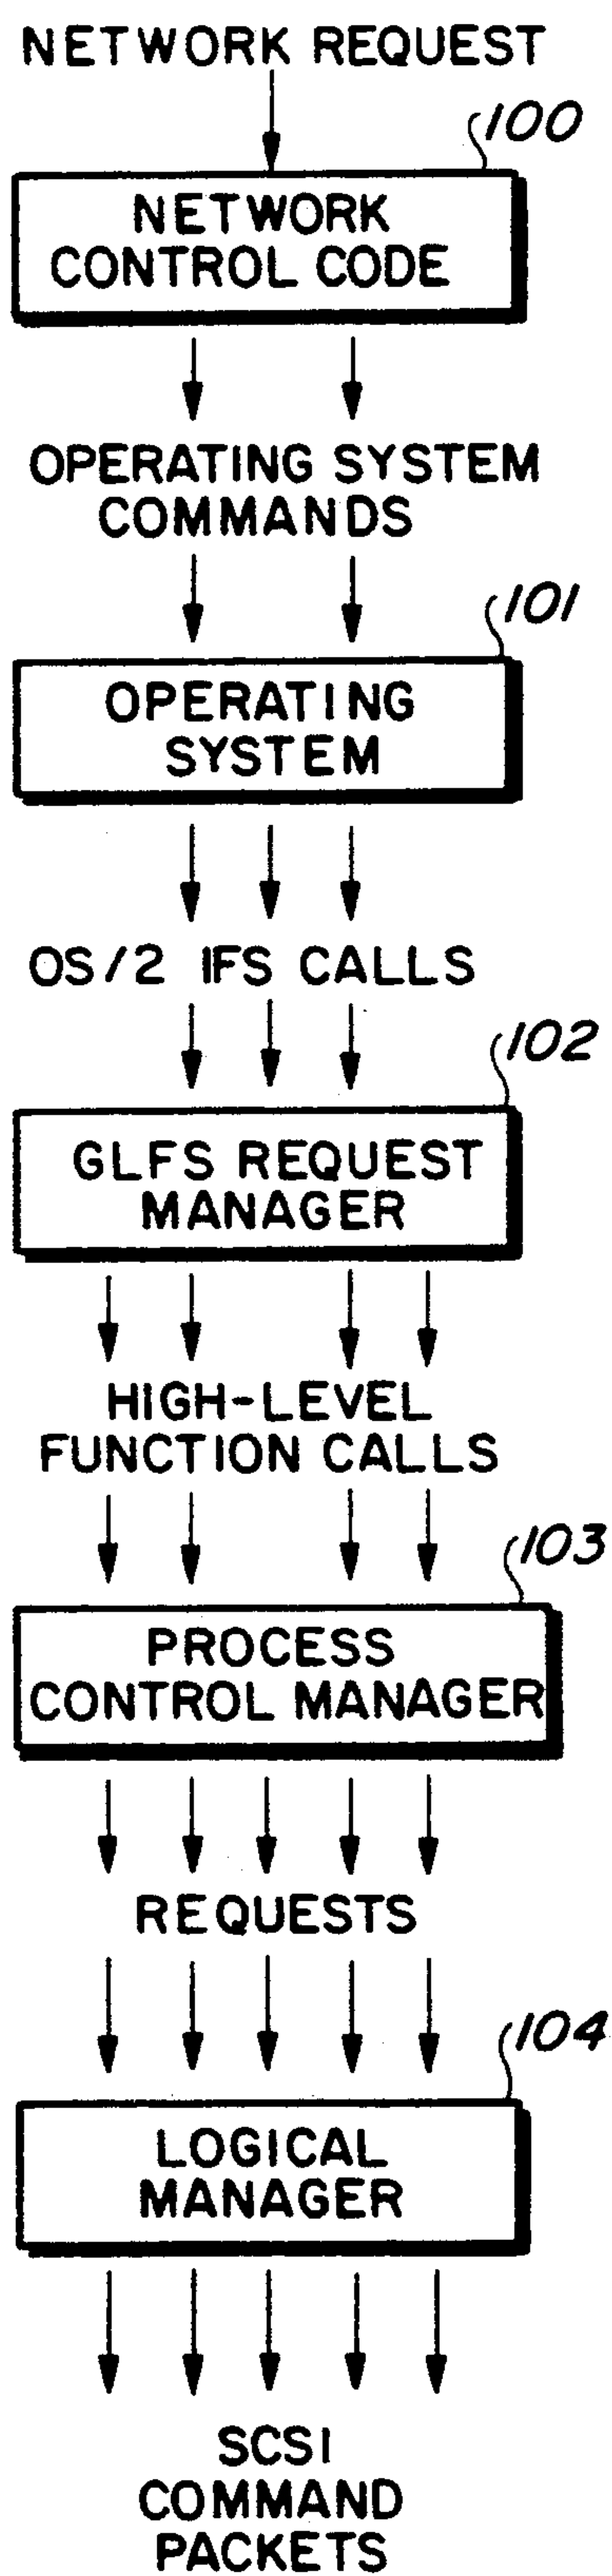 NETWORK REQUEST
100
NETWORK
CONTROL CODE
OPERATING SYSTEM
COMMANDS
101
OPERATING
SYSTEM
OS/2 IFS CALLS
102
GLFS REQUEST
MANAGER
HIGH-LEVEL
FUNCTION CALLS
103
PROCESS
CONTROL MANAGER
REQUESTS
104
LOGICAL
MANAGER
SCSI
COMMAND
PACKETS